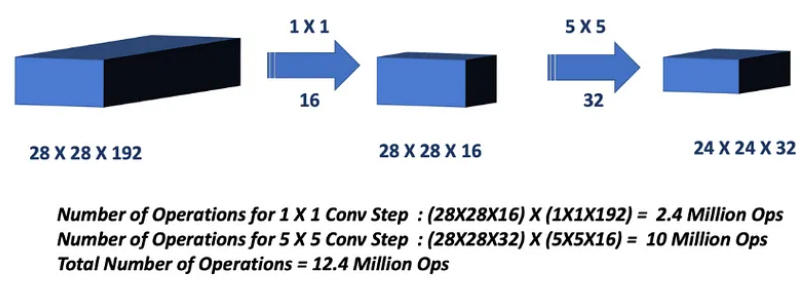 1 X 1
5 X 5
16
32
28 X 28 X 192
28 X 28 X 16
24 X 24 X 32
Number of Operations for 1 X 1 Conv Step : (28X28X16) X (1X1X192) = 2.4 Million Ops
Number of Operations for 5 X 5 Conv Step : (28X28X32) X (5X5X16) = 10 Million Ops
Total Number of Operations = 12.4 Million Ops